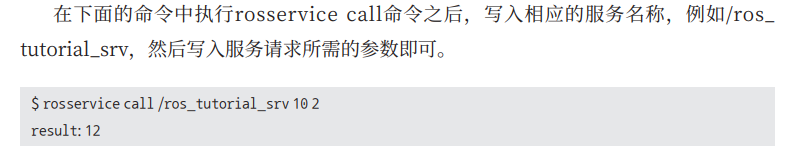 在下面的命令中执行rosservice call命令之后，写入相应的服务名称，例如/ros_
tutorial_srv，然后写入服务请求所需的参数即可。
$ rosservice call /ros_tutorial_srv 10 2
result: 12